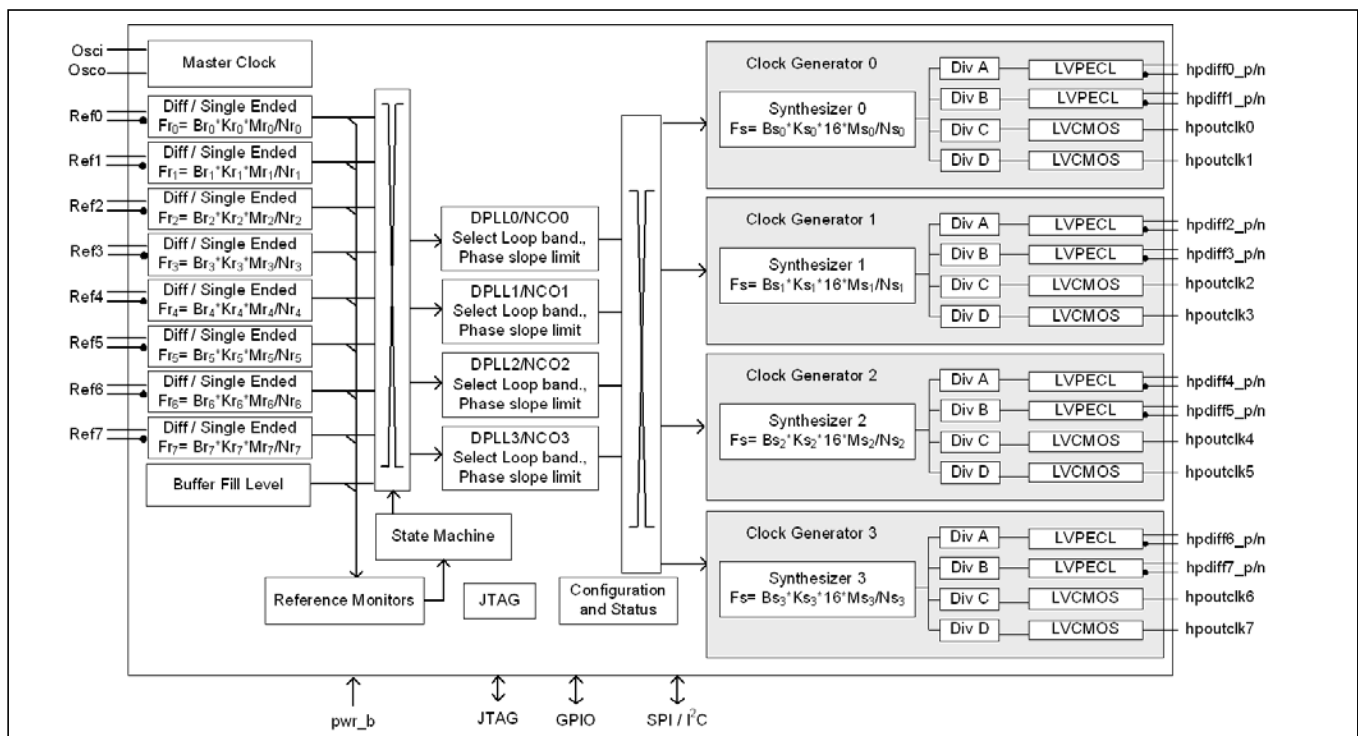 Osci
Osco
Master Clock
Ref0
Diff / Single Ended
Fr₀= Br₀*Kr₀*Mr₀/Nr₀
Ref1
Diff / Single Ended
Fr₁= Br₁*Kr₁*Mr₁/Nr₁
Ref2
Diff / Single Ended
Fr₂= Br₂*Kr₂*Mr₂/Nr₂
Ref3
Diff / Single Ended
Fr₃= Br₃*Kr₃*Mr₃/Nr₃
Ref4
Diff / Single Ended
Fr₄= Br₄*Kr₄*Mr₄/Nr₄
Ref5
Diff / Single Ended
Fr₅= Br₅*Kr₅*Mr₅/Nr₅
Ref6
Diff / Single Ended
Fr₆= Br₆*Kr₆*Mr₆/Nr₆
Ref7
Diff / Single Ended
Fr₇= Br₇*Kr₇*Mr₇/Nr₇
Buffer Fill Level
State Machine
Reference Monitors
JTAG
Configuration
and Status
DPLL0/NCO0
Select Loop band.,
Phase slope limit
DPLL1/NCO1
Select Loop band.,
Phase slope limit
DPLL2/NCO2
Select Loop band.,
Phase slope limit
DPLL3/NCO3
Select Loop band.,
Phase slope limit
Clock Generator 0
Synthesizer 0
Fs= Bs₀*Ks₀*16*Ms₀/Ns₀
Div A
LVPECL
hpdiff0_p/n
Div B
LVPECL
hpdiff1_p/n
Div C
LVCMOS
hpoutclk0
Div D
LVCMOS
hpoutclk1
Clock Generator 1
Synthesizer 1
Fs= Bs₁*Ks₁*16*Ms₁/Ns₁
Div A
LVPECL
hpdiff2_p/n
Div B
LVPECL
hpdiff3_p/n
Div C
LVCMOS
hpoutclk2
Div D
LVCMOS
hpoutclk3
Clock Generator 2
Synthesizer 2
Fs= Bs₂*Ks₂*16*Ms₂/Ns₂
Div A
LVPECL
hpdiff4_p/n
Div B
LVPECL
hpdiff5_p/n
Div C
LVCMOS
hpoutclk4
Div D
LVCMOS
hpoutclk5
Clock Generator 3
Synthesizer 3
Fs= Bs₃*Ks₃*16*Ms₃/Ns₃
Div A
LVPECL
hpdiff6_p/n
Div B
LVPECL
hpdiff7_p/n
Div C
LVCMOS
hpoutclk6
Div D
LVCMOS
hpoutclk7
pwr_b
JTAG
GPIO
SPI / I²C